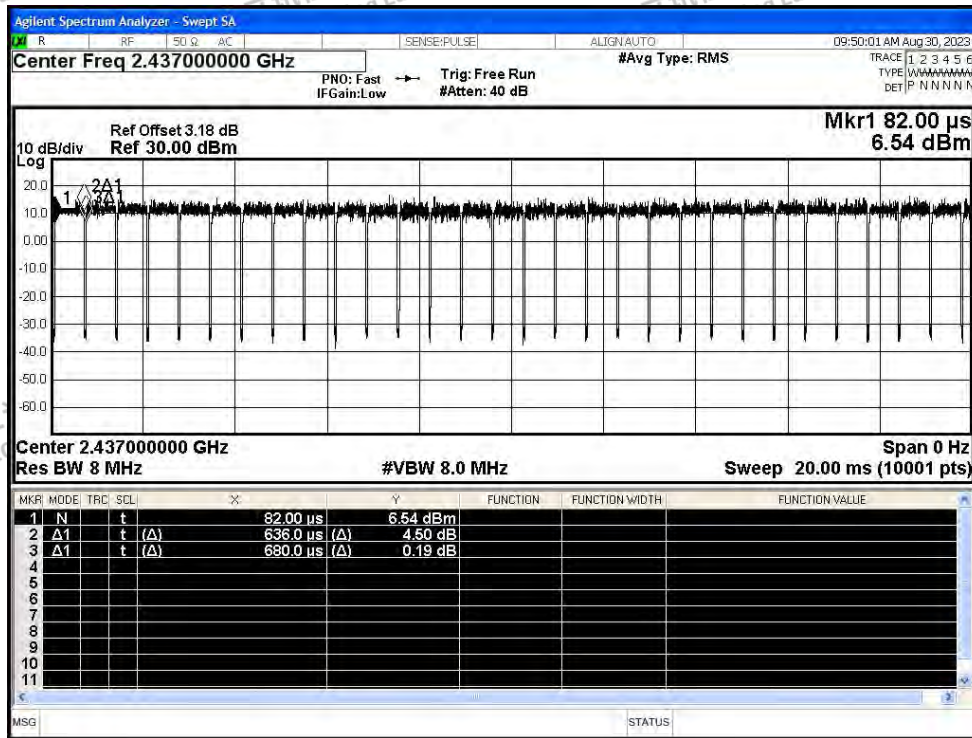 Agilent Spectrum Analyzer - Swept SA
LXI R RF 50 Ω AC SENSE:PULSE ALIGN AUTO 09:50:01 AM Aug 30, 2023
Center Freq 2.437000000 GHz #Avg Type: RMS TRACE 1 2 3 4 5 6
PNO: Fast Trig: Free Run TYPE WWWWWW
IFGain:Low #Atten: 40 dB DET P N N N N N
Ref Offset 3.18 dB Mkr1 82.00 µs
10 dB/div Ref 30.00 dBm 6.54 dBm
Log
20.0
1 2Δ1
3Δ1
10.0
0.00
-10.0
-20.0
-30.0
-40.0
-50.0
-60.0
Center 2.437000000 GHz Span 0 Hz
Res BW 8 MHz #VBW 8.0 MHz Sweep 20.00 ms (10001 pts)
MKR MODE TRC SCL X Y FUNCTION FUNCTION WIDTH FUNCTION VALUE
1 N t 82.00 µs 6.54 dBm
2 Δ1 t (Δ) 636.0 µs (Δ) 4.50 dB
3 Δ1 t (Δ) 680.0 µs (Δ) 0.19 dB
4
5
6
7
8
9
10
11
MSG STATUS